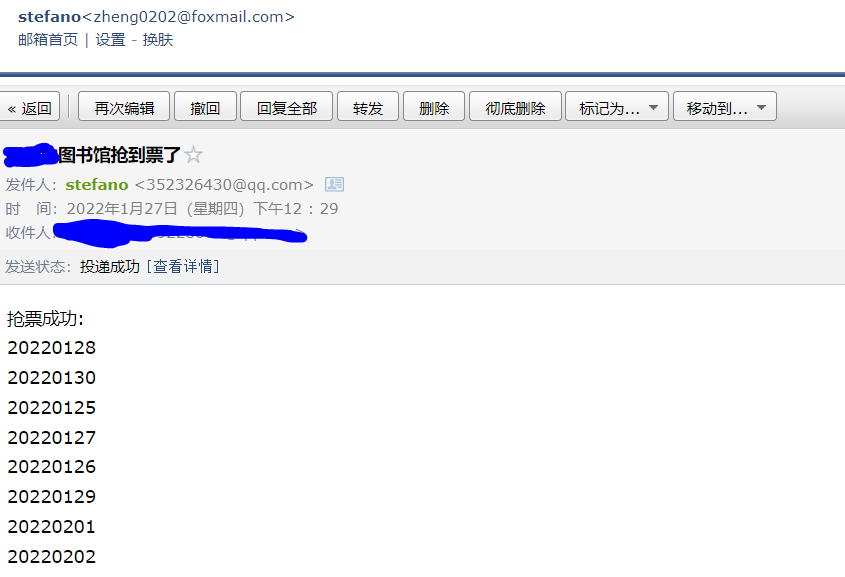 stefano<zheng0202@foxmail.com>
邮箱首页 | 设置 - 换肤
« 返回 再次编辑 撤回 回复全部 转发 删除 彻底删除 标记为... 移动到...
图书馆抢到票了☆
发件人：stefano <352326430@qq.com>
时 间：2022年1月27日（星期四）下午12：29
收件人
发送状态：投递成功 [查看详情]
抢票成功：
20220128
20220130
20220125
20220127
20220126
20220129
20220201
20220202